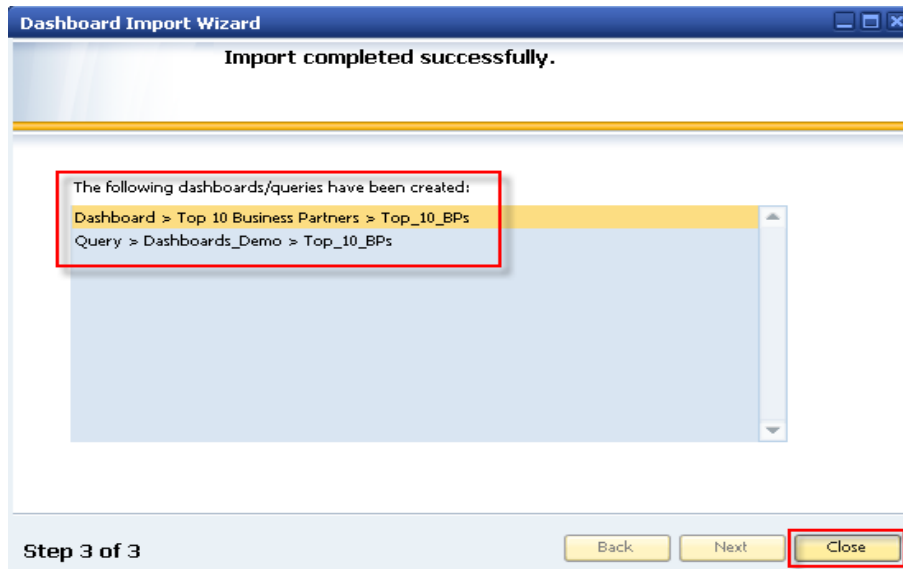 Dashboard Import Wizard
Import completed successfully.
The following dashboards/queries have been created:
Dashboard > Top 10 Business Partners > Top_10_BPs
Query > Dashboards_Demo > Top_10_BPs
Step 3 of 3
Back
Next
Close